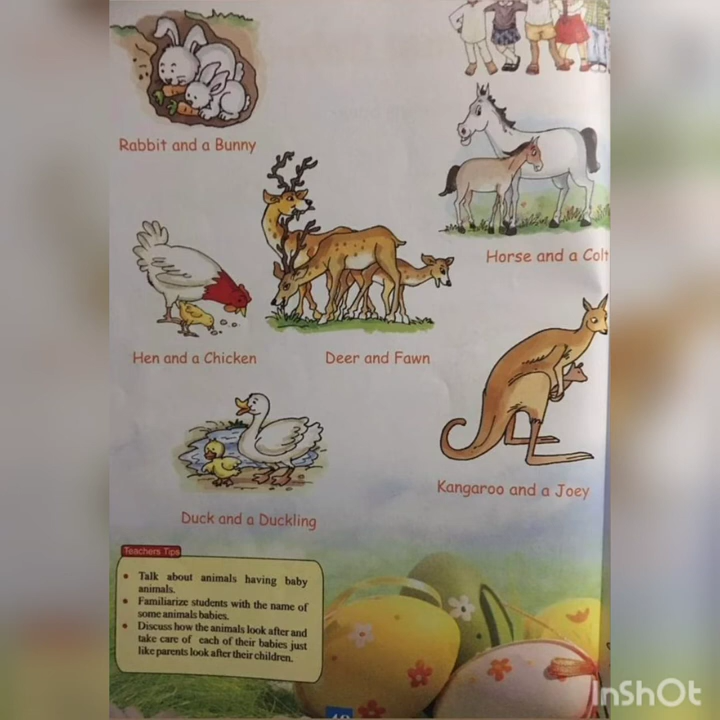 Rabbit and a Bunny
Horse and a Colt
Hen and a Chicken
Deer and Fawn
Kangaroo and a Joey
Duck and a Duckling
Teachers Tips
• Talk about animals having baby
animals.
• Familiarize students with the name of
some animals babies.
• Discuss how the animals look after and
take care of each of their babies just
like parents look after their children.
InShOt